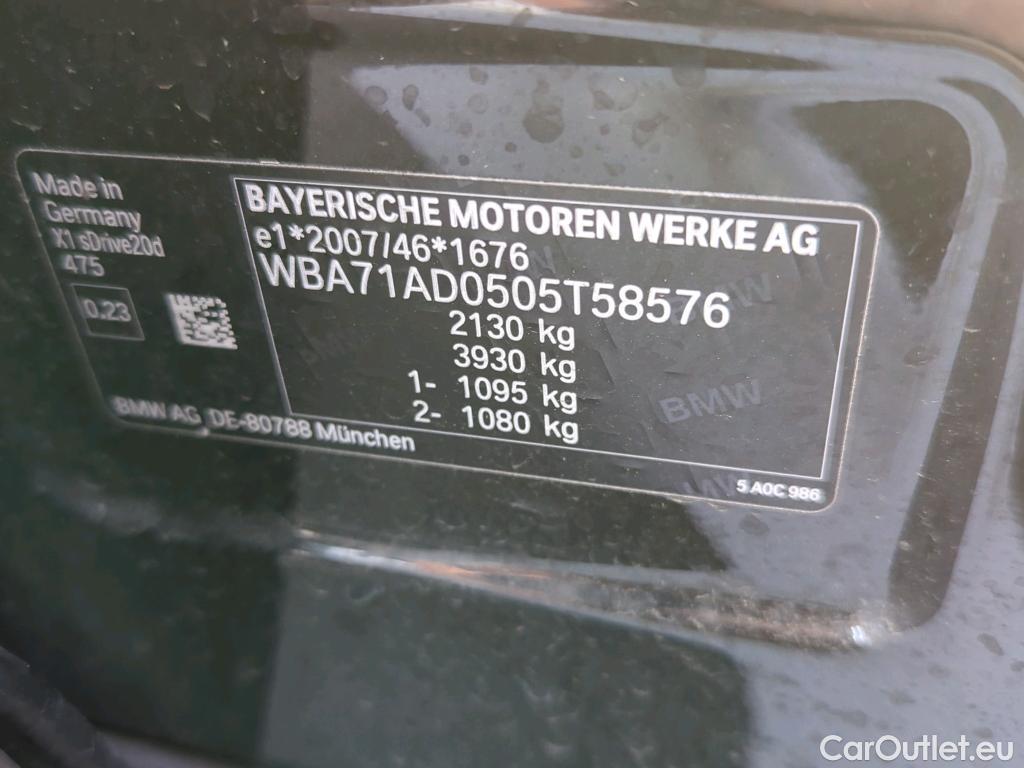 Made in
Germany
X1 sDrive20d
475
0.23
BAYERISCHE MOTOREN WERKE AG
e1*2007/46*1676
WBA71AD0505T58576
2130 kg
3930 kg
1- 1095 kg
2- 1080 kg
BMW
BMW AG, DE-80788 München
5 A0C 986
CarOutlet.eu